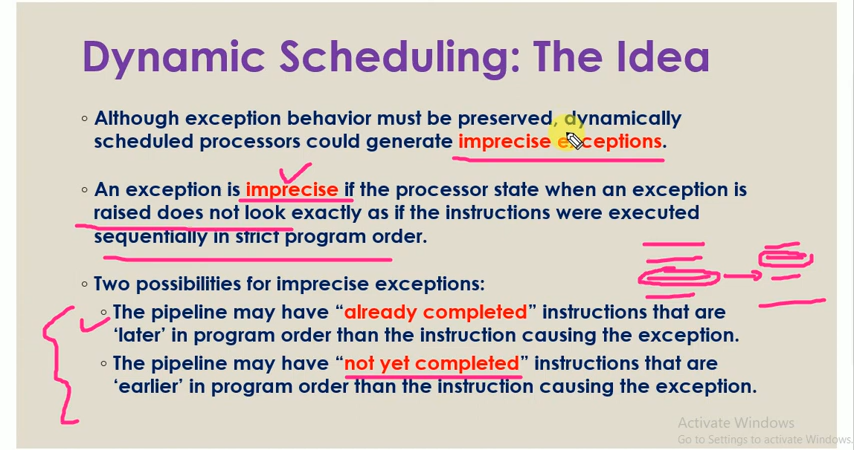 Dynamic Scheduling: The Idea
◦ Although exception behavior must be preserved, dynamically
scheduled processors could generate imprecise exceptions.
◦ An exception is imprecise if the processor state when an exception is
raised does not look exactly as if the instructions were executed
sequentially in strict program order.
◦ Two possibilities for imprecise exceptions:
◦ The pipeline may have “already completed” instructions that are
‘later’ in program order than the instruction causing the exception.
◦ The pipeline may have “not yet completed” instructions that are
‘earlier’ in program order than the instruction causing the exception.
Activate Windows
Go to Settings to activate Windows.